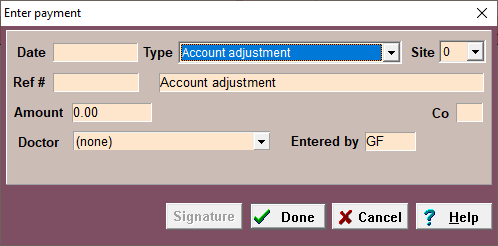 Enter payment
Date Type Account adjustment Site 0
Ref # Account adjustment
Amount 0.00 Co
Doctor (none) Entered by GF
Signature Done Cancel ? Help